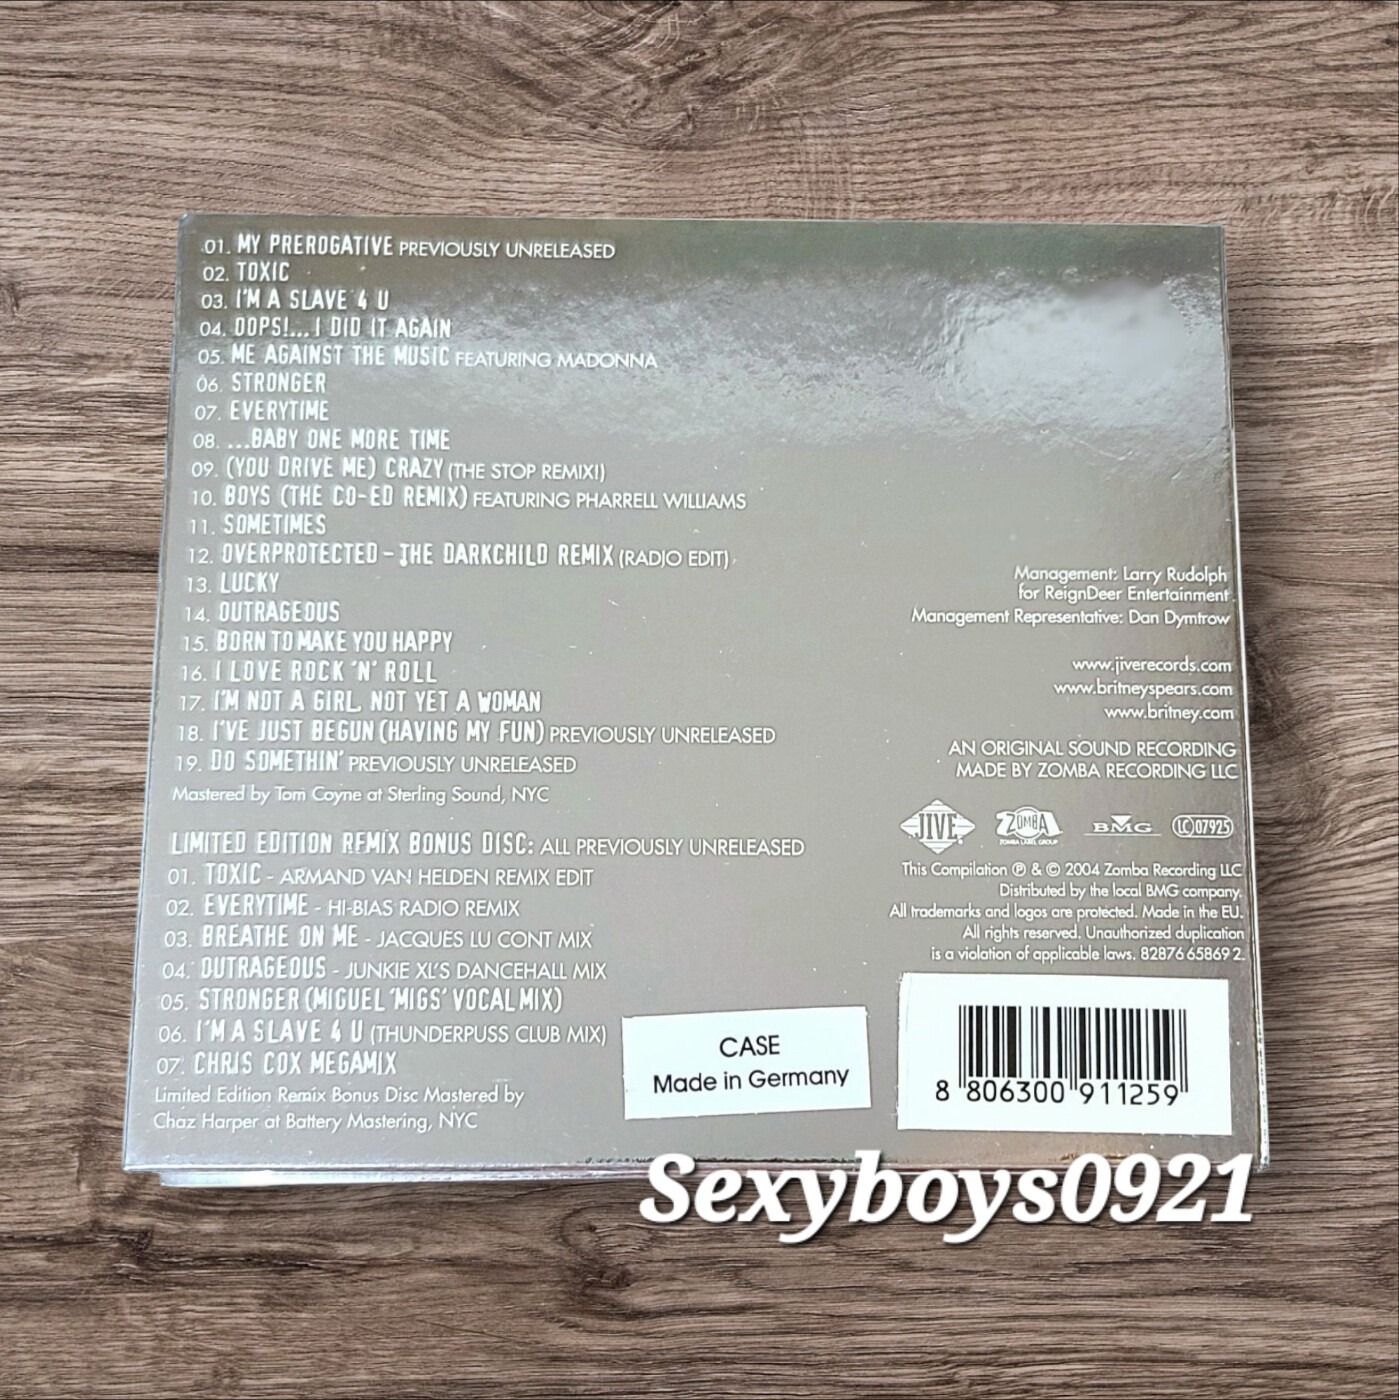 01. MY PREROGATIVE PREVIOUSLY UNRELEASED
02. TOXIC
03. I'M A SLAVE 4 U
04. OOPS!...I DID IT AGAIN
05. ME AGAINST THE MUSIC FEATURING MADONNA
06. STRONGER
07. EVERYTIME
08. ...BABY ONE MORE TIME
09. (YOU DRIVE ME) CRAZY (THE STOP REMIX!)
10. BOYS (THE CO-ED REMIX) FEATURING PHARRELL WILLIAMS
11. SOMETIMES
12. OVERPROTECTED - THE DARKCHILD REMIX (RADIO EDIT)
13. LUCKY
14. OUTRAGEOUS
15. BORN TO MAKE YOU HAPPY
16. I LOVE ROCK 'N' ROLL
17. I'M NOT A GIRL, NOT YET A WOMAN
18. I'VE JUST BEGUN (HAVING MY FUN) PREVIOUSLY UNRELEASED
19. DO SOMETHIN' PREVIOUSLY UNRELEASED
Mastered by Tom Coyne at Sterling Sound, NYC
LIMITED EDITION REMIX BONUS DISC: ALL PREVIOUSLY UNRELEASED
01. TOXIC - ARMAND VAN HELDEN REMIX EDIT
02. EVERYTIME - HI-BIAS RADIO REMIX
03. BREATHE ON ME - JACQUES LU CONT MIX
04. OUTRAGEOUS - JUNKIE XL'S DANCEHALL MIX
05. STRONGER (MIGUEL 'MIGS' VOCAL MIX)
06. I'M A SLAVE 4 U (THUNDERPUSS CLUB MIX)
07. CHRIS COX MEGAMIX
Limited Edition Remix Bonus Disc Mastered by
Chaz Harper at Battery Mastering, NYC
Management: Larry Rudolph
for ReignDeer Entertainment
Management Representative: Dan Dymtrow
www.jiverecords.com
www.britneyspears.com
www.britney.com
AN ORIGINAL SOUND RECORDING
MADE BY ZOMBA RECORDING LLC
JIVE ZOMBA ZOMBA LABEL GROUP BMG LC 07925
This Compilation ℗ & © 2004 Zomba Recording LLC
Distributed by the local BMG company.
All trademarks and logos are protected. Made in the EU.
All rights reserved. Unauthorized duplication
is a violation of applicable laws. 82876 65869 2.
CASE
Made in Germany
8 806300 911259
Sexyboys0921